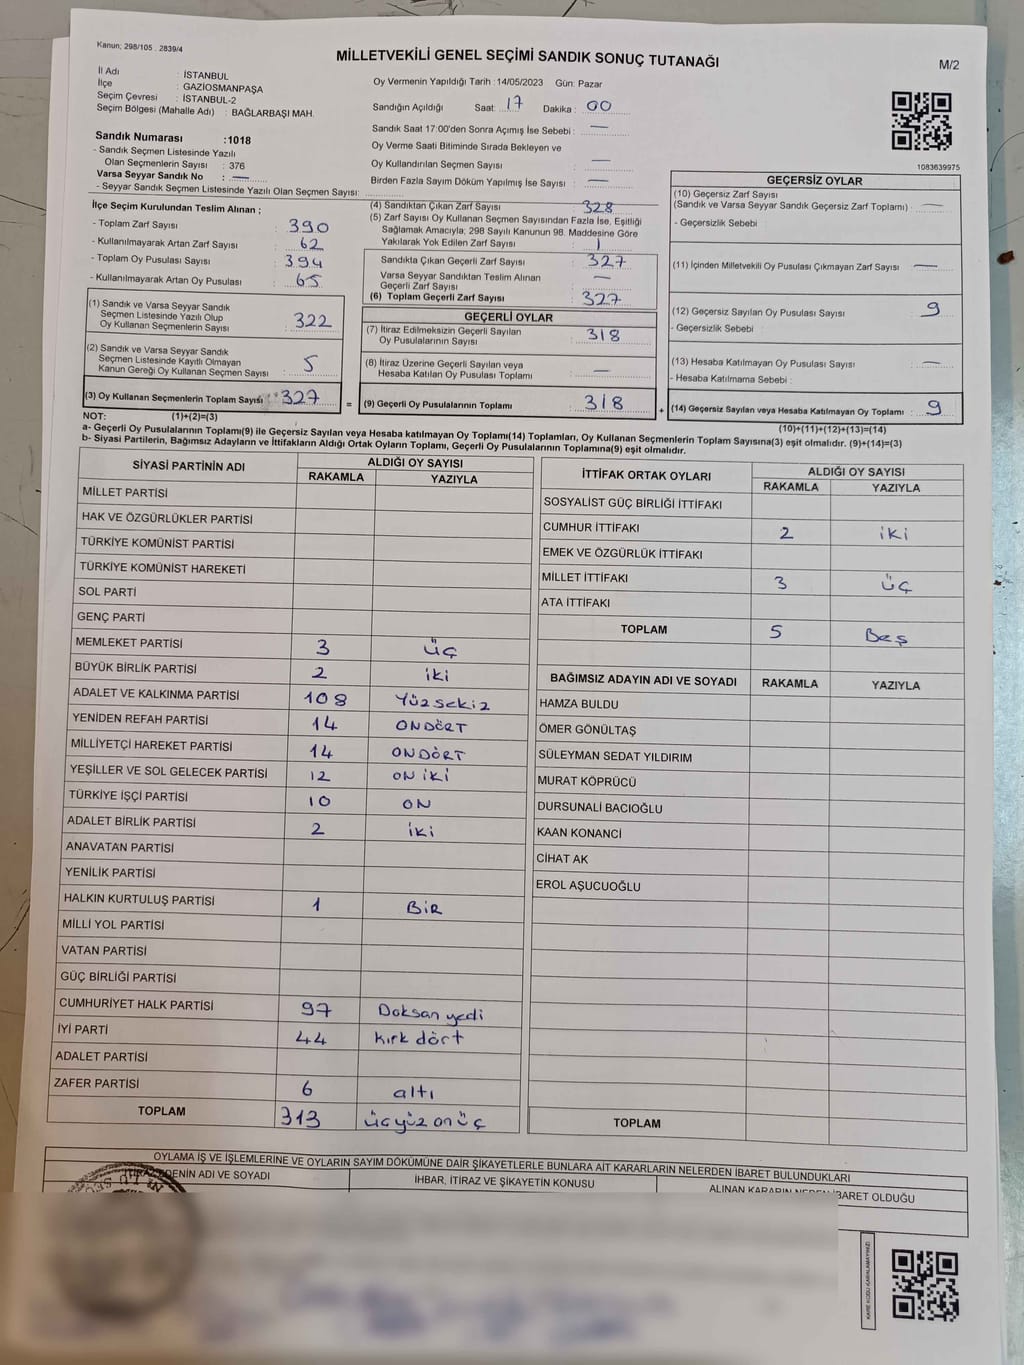 Kanun; 298/105 . 2839/4
MİLLETVEKİLİ GENEL SEÇİMİ SANDIK SONUÇ TUTANAĞI
M/2
İl Adı : İSTANBUL
İlçe : GAZİOSMANPAŞA
Seçim Çevresi : İSTANBUL-2
Seçim Bölgesi (Mahalle Adı) : BAĞLARBAŞI MAH.
Oy Vermenin Yapıldığı Tarih : 14/05/2023 Gün: Pazar
Sandığın Açıldığı Saat: 17 Dakika: 00
Sandık Saat 17:00'den Sonra Açımış İse Sebebi : —
Oy Verme Saati Bitiminde Sırada Bekleyen ve
Oy Kullandırılan Seçmen Sayısı —
Birden Fazla Sayım Döküm Yapılmış İse Sayısı : —
Sandık Numarası :1018
- Sandık Seçmen Listesinde Yazılı
Olan Seçmenlerin Sayısı : 376
Varsa Seyyar Sandık No : —
- Seyyar Sandık Seçmen Listesinde Yazılı Olan Seçmen Sayısı:
1083639975
İlçe Seçim Kurulundan Teslim Alınan ;
- Toplam Zarf Sayısı : 390
- Kullanılmayarak Artan Zarf Sayısı : 62
- Toplam Oy Pusulası Sayısı : 394
- Kullanılmayarak Artan Oy Pusulası : 65
(1) Sandık ve Varsa Seyyar Sandık
Seçmen Listesinde Yazılı Olup
Oy Kullanan Seçmenlerin Sayısı : 322
(2) Sandık ve Varsa Seyyar Sandık
Seçmen Listesinde Kayıtlı Olmayan
Kanun Gereği Oy Kullanan Seçmen Sayısı : 5
(3) Oy Kullanan Seçmenlerin Toplam Sayısı 327
(4) Sandıktan Çıkan Zarf Sayısı : 328
(5) Zarf Sayısı Oy Kullanan Seçmen Sayısından Fazla İse, Eşitliği
Sağlamak Amacıyla; 298 Sayılı Kanunun 98. Maddesine Göre
Yakılarak Yok Edilen Zarf Sayısı : 1
Sandıkta Çıkan Geçerli Zarf Sayısı : 327
Varsa Seyyar Sandıktan Teslim Alınan
Geçerli Zarf Sayısı : —
(6) Toplam Geçerli Zarf Sayısı : 327
GEÇERLİ OYLAR
(7) İtiraz Edilmeksizin Geçerli Sayılan
Oy Pusulalarının Sayısı : 318
(8) İtiraz Üzerine Geçerli Sayılan veya
Hesaba Katılan Oy Pusulası Toplamı : —
= (9) Geçerli Oy Pusulalarının Toplamı : 318
GEÇERSİZ OYLAR
(10) Geçersiz Zarf Sayısı
(Sandık ve Varsa Seyyar Sandık Geçersiz Zarf Toplamı) : —
- Geçersizlik Sebebi :
(11) İçinden Milletvekili Oy Pusulası Çıkmayan Zarf Sayısı : —
(12) Geçersiz Sayılan Oy Pusulası Sayısı : 9
- Geçersizlik Sebebi :
(13) Hesaba Katılmayan Oy Pusulası Sayısı : —
- Hesaba Katılmama Sebebi :
+ (14) Geçersiz Sayılan veya Hesaba Katılmayan Oy Toplamı : 9
NOT: (1)+(2)=(3)
(10)+(11)+(12)+(13)=(14)
a- Geçerli Oy Pusulalarının Toplamı(9) ile Geçersiz Sayılan veya Hesaba katılmayan Oy Toplamı(14) Toplamları, Oy Kullanan Seçmenlerin Toplam Sayısına(3) eşit olmalıdır. (9)+(14)=(3)
b- Siyasi Partilerin, Bağımsız Adayların ve İttifakların Aldığı Ortak Oyların Toplamı, Geçerli Oy Pusulalarının Toplamına(9) eşit olmalıdır.
SİYASİ PARTİNİN ADI ALDIĞI OY SAYISI
RAKAMLA YAZIYLA
MİLLET PARTİSİ
HAK VE ÖZGÜRLÜKLER PARTİSİ
TÜRKİYE KOMÜNİST PARTİSİ
TÜRKİYE KOMÜNİST HAREKETİ
SOL PARTİ
GENÇ PARTİ
MEMLEKET PARTİSİ 3 üç
BÜYÜK BİRLİK PARTİSİ 2 iki
ADALET VE KALKINMA PARTİSİ 108 Yüzsekiz
YENİDEN REFAH PARTİSİ 14 ONDÖRT
MİLLİYETÇİ HAREKET PARTİSİ 14 ONDÖRT
YEŞİLLER VE SOL GELECEK PARTİSİ 12 ON İKİ
TÜRKİYE İŞÇİ PARTİSİ 10 ON
ADALET BİRLİK PARTİSİ 2 iki
ANAVATAN PARTİSİ
YENİLİK PARTİSİ
HALKIN KURTULUŞ PARTİSİ 1 BİR
MİLLİ YOL PARTİSİ
VATAN PARTİSİ
GÜÇ BİRLİĞİ PARTİSİ
CUMHURİYET HALK PARTİSİ 97 Doksan yedi
İYİ PARTİ 44 Kırk dört
ADALET PARTİSİ
ZAFER PARTİSİ 6 altı
TOPLAM 313 üçyüz onüç
İTTİFAK ORTAK OYLARI ALDIĞI OY SAYISI
RAKAMLA YAZIYLA
SOSYALİST GÜÇ BİRLİĞİ İTTİFAKI
CUMHUR İTTİFAKI 2 iki
EMEK VE ÖZGÜRLÜK İTTİFAKI
MİLLET İTTİFAKI 3 üç
ATA İTTİFAKI
TOPLAM 5 Beş
BAĞIMSIZ ADAYIN ADI VE SOYADI RAKAMLA YAZIYLA
HAMZA BULDU
ÖMER GÖNÜLTAŞ
SÜLEYMAN SEDAT YILDIRIM
MURAT KÖPRÜCÜ
DURSUNALİ BACIOĞLU
KAAN KONANCİ
CİHAT AK
EROL AŞUCUOĞLU
TOPLAM
OYLAMA İŞ VE İŞLEMLERİNE VE OYLARIN SAYIM DÖKÜMÜNE DAİR ŞİKAYETLERLE BUNLARA AİT KARARLARIN NELERDEN İBARET BULUNDUKLARI
İTİRAZ EDENİN ADI VE SOYADI
İHBAR, İTİRAZ VE ŞİKAYETİN KONUSU
ALINAN KARARIN NEDEN İBARET OLDUĞU
KARE KODU KARALAMAYINIZ!